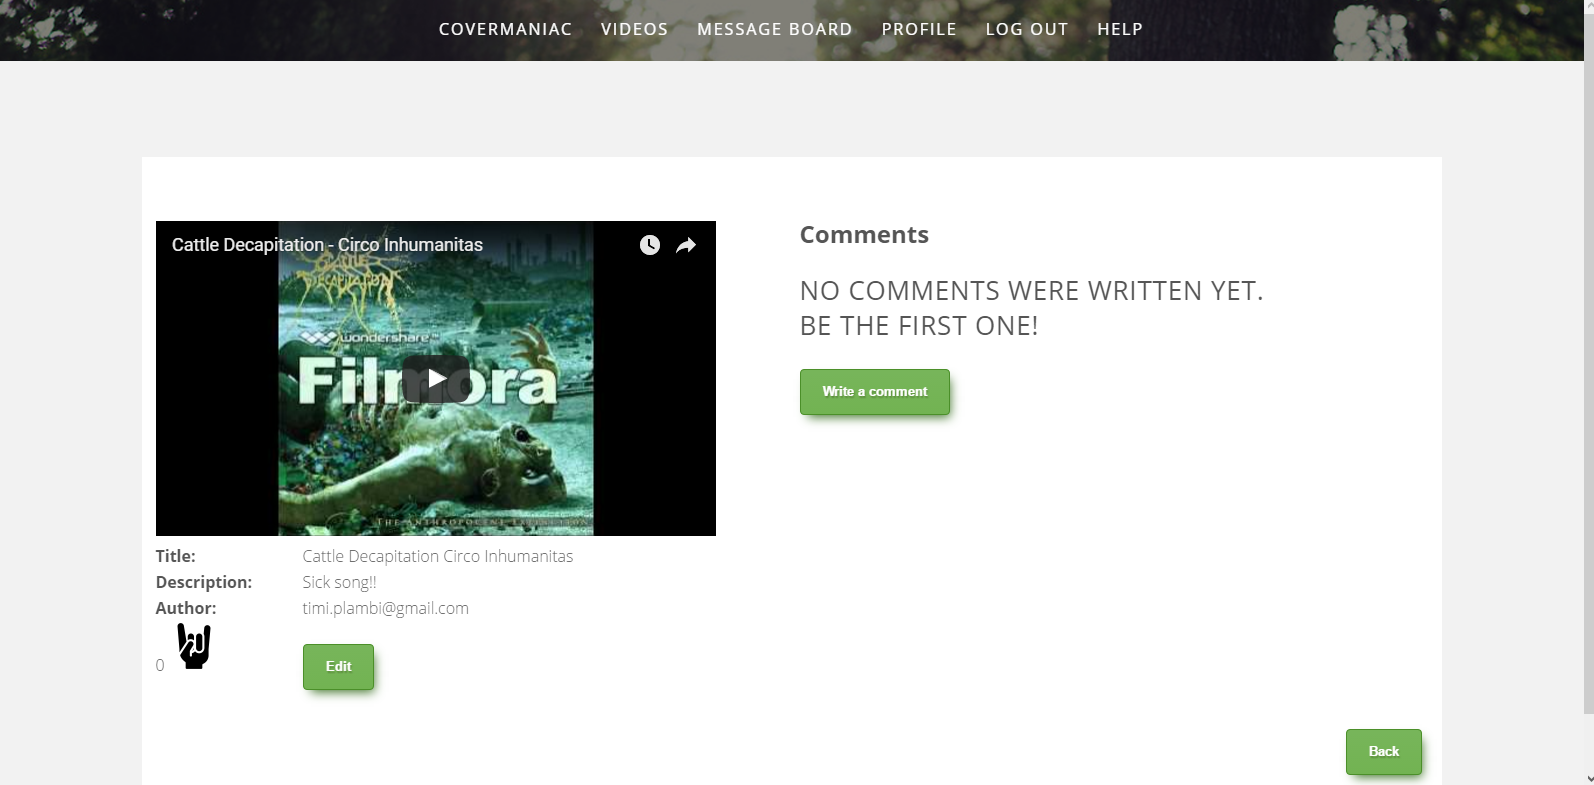 COVERMANIAC VIDEOS MESSAGE BOARD PROFILE LOG OUT HELP
Cattle Decapitation - Circo Inhumanitas
CATTLE
DECAPITATION
wondershare™
Filmora
THE ANTHROPOCENE EXTINCTION
Title: Cattle Decapitation Circo Inhumanitas
Description: Sick song!!
Author: timi.plambi@gmail.com
0
Edit
Comments
NO COMMENTS WERE WRITTEN YET.
BE THE FIRST ONE!
Write a comment
Back